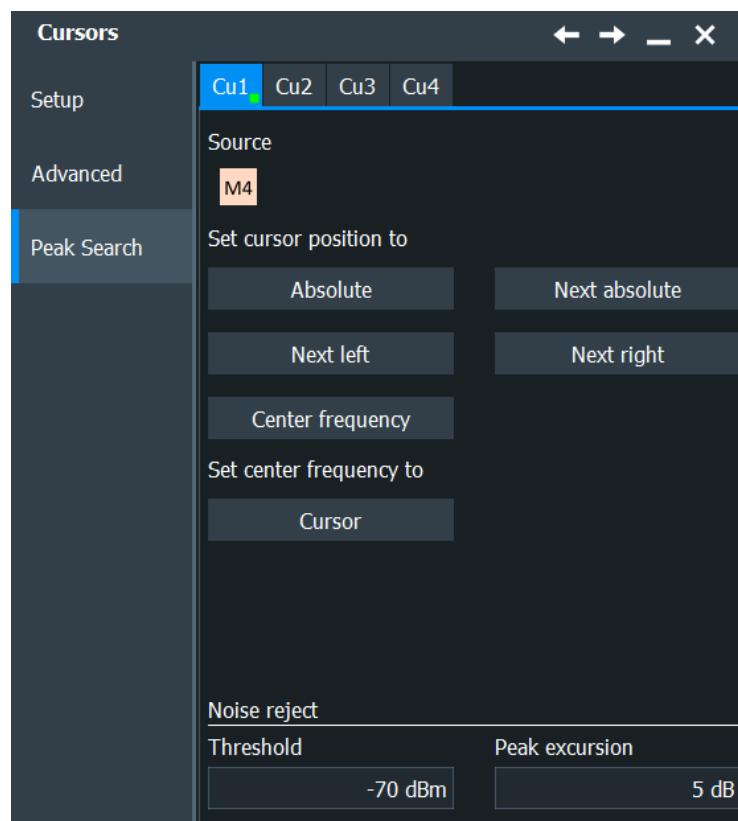 Cursors
Setup
Advanced
Peak Search
Cu1 Cu2 Cu3 Cu4
Source
M4
Set cursor position to
Absolute Next absolute
Next left Next right
Center frequency
Set center frequency to
Cursor
Noise reject
Threshold Peak excursion
-70 dBm 5 dB